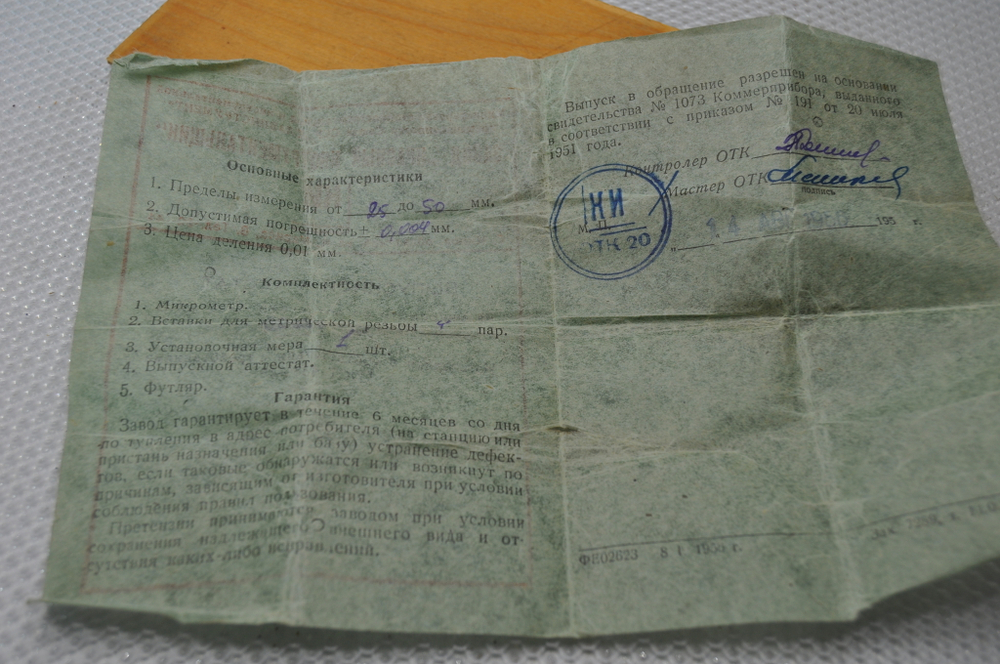 Основные характеристики
1. Пределы измерения от 25 до 50 мм.
2. Допустимая погрешность ± 0,004 мм.
3. Цена деления 0,01 мм.
Комплектность
1. Микрометр.
2. Вставки для метрической резьбы пар.
3. Установочная мера 1 шт.
4. Выпускной аттестат.
5. Футляр.
Гарантия
Завод гарантирует в течение 6 месяцев со дня
поступления в адрес потребителя (на станцию или
пристань назначения или базу) устранение дефек-
тов, если таковые обнаружатся или возникнут по
причинам, зависящим от изготовителя при условии
соблюдения правил пользования.
Претензии принимаются заводом при условии
сохранения надлежащего внешнего вида и от-
сутствия каких-либо исправлений.
Выпуск в обращение разрешен на основании
свидетельства № 1073 Коммерприбора, выданного
в соответствии с приказом № 191 от 20 июля
1951 года.
Контролер ОТК
Мастер ОТК
подпись
М. П.
КИ
ОТК 20
195 г.
ФЕ02623 8 I 1956 г.